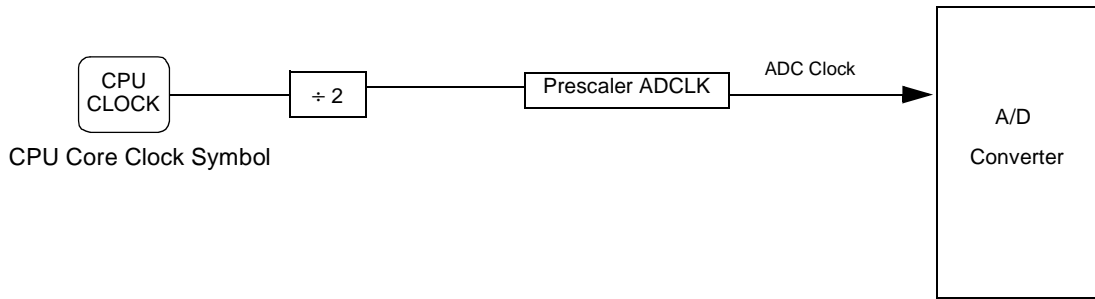 CPU
CLOCK
÷ 2
Prescaler ADCLK
ADC Clock
A/D
Converter
CPU Core Clock Symbol